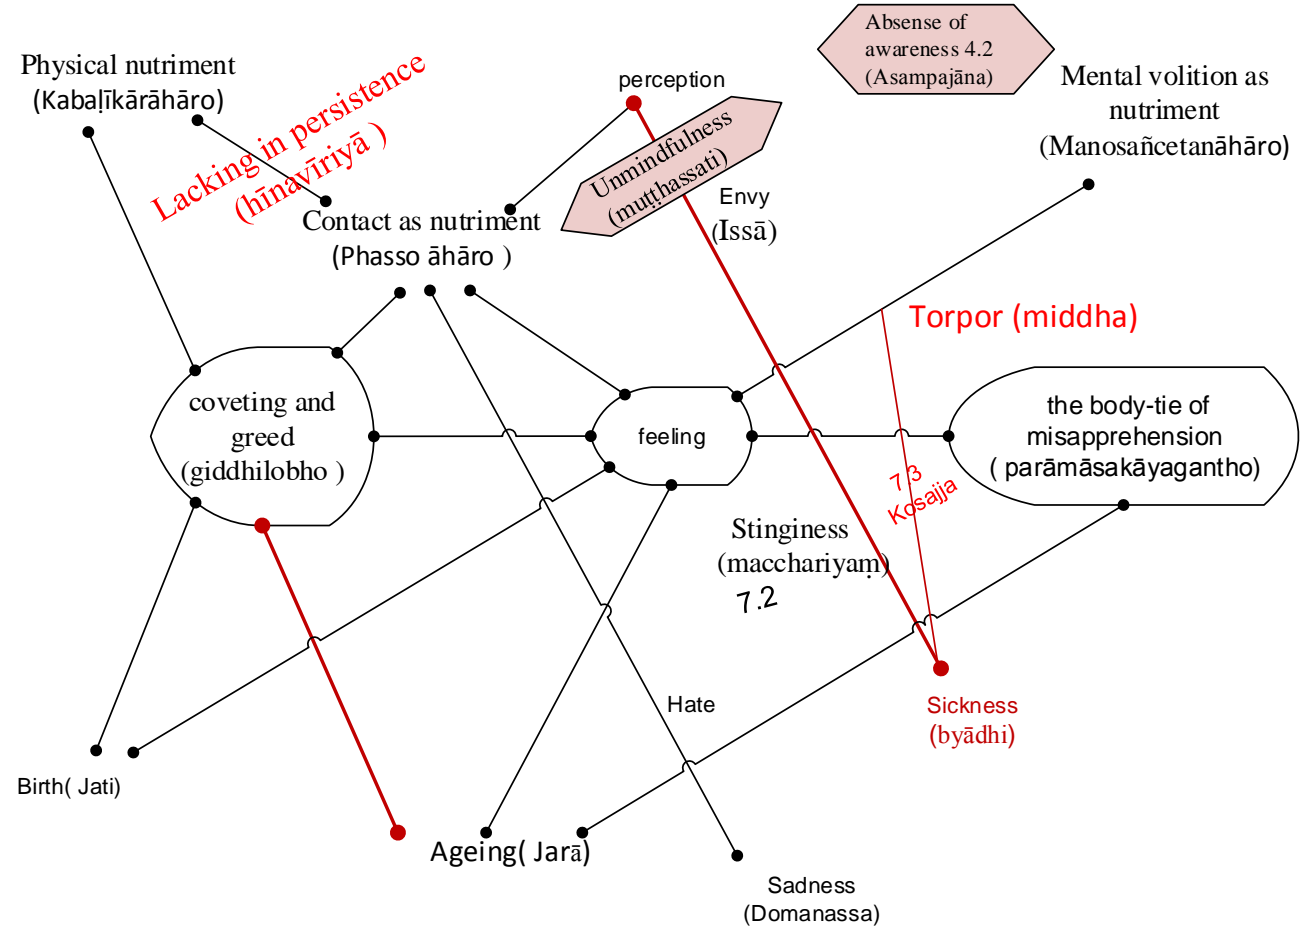 Physical nutriment
(Kabaḷīkārāhāro)
Lacking in persistence
(hīnavīriyā )
perception
Absense of
awareness 4.2
(Asampajāna)
Mental volition as
nutriment
(Manosañcetanāhāro)
Unmindfulness
(muṭṭhassati)
Envy
(Issā)
Contact as nutriment
(Phasso āhāro )
Torpor (middha)
coveting and
greed
(giddhilobho )
feeling
the body-tie of
misapprehension
( parāmāsakāyagantho)
7.3
Kosajja
Stinginess
(macchariyaṃ)
7.2
Hate
Sickness
(byādhi)
Birth( Jati)
Ageing( Jarā)
Sadness
(Domanassa)